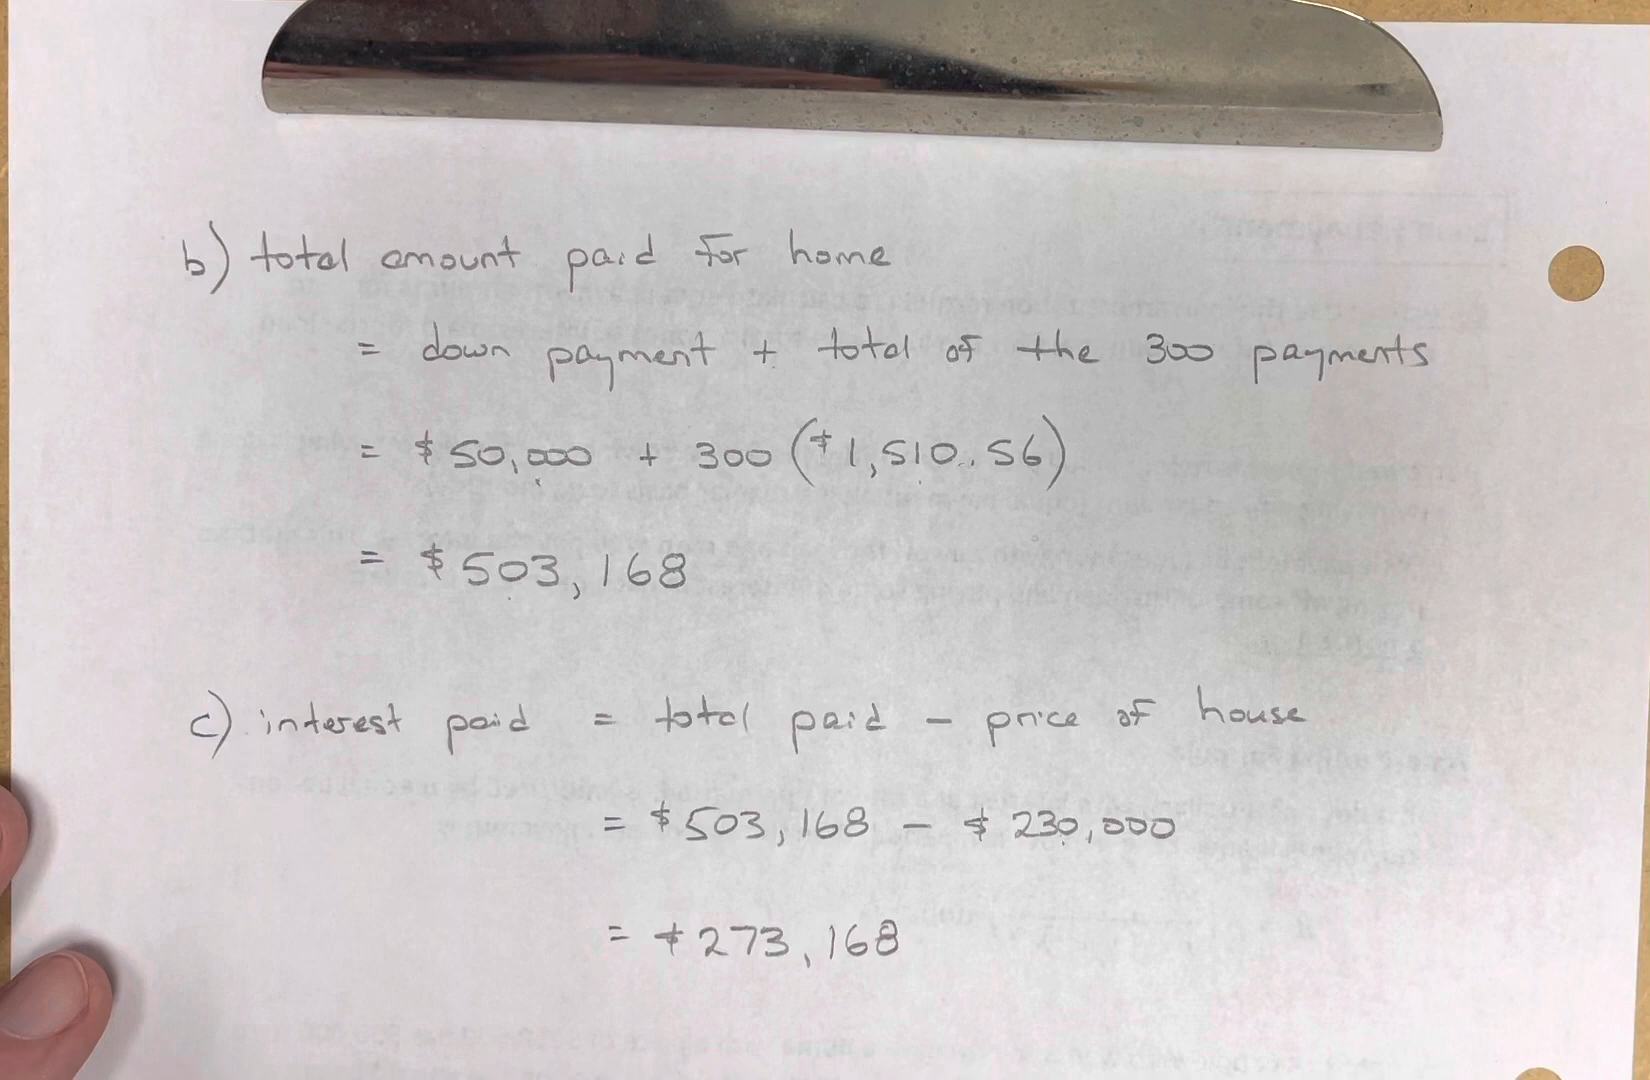 b) total amount paid for home
= down payment + total of the 300 payments
= $50,000 + 300 ($1,510.56)
= $503,168
c) interest paid = total paid - price of house
= $503,168 - $230,000
= $273,168